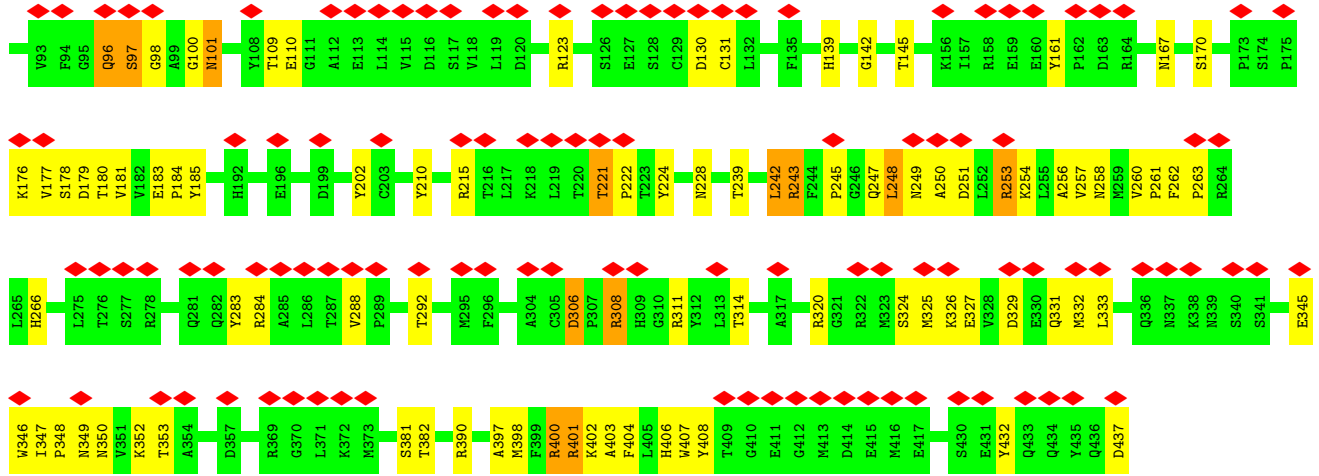 V93 F94 G95 Q96 S97 G98 A99 G100 N101 Y108 T109 E110 G111 A112 E113 L114 V115 D116 S117 V118 L119 D120 R123 S126 E127 S128 C129 D130 C131 L132 F135 H139 G142 T145 K156 I157 R158 E159 E160 Y161 P162 D163 R164 N167 S170 P173 S174 P175
K176 V177 S178 D179 T180 V181 V182 E183 P184 Y185 H192 E196 D199 Y202 C203 Y210 R215 T216 L217 K218 L219 T220 T221 P222 T223 Y224 N228 T239 L242 R243 F244 P245 G246 Q247 L248 N249 A250 D251 L252 R253 K254 L255 A256 V257 N258 M259 V260 P261 F262 P263 R264
L265 H266 L275 T276 S277 R278 Q281 Q282 Y283 R284 A285 L286 T287 V288 P289 T292 M295 F296 A304 C305 D306 P307 R308 H309 G310 R311 Y312 L313 T314 A317 R320 G321 R322 M323 S324 M325 K326 E327 V328 D329 E330 Q331 M332 L333 Q336 N337 K338 N339 S340 S341 E345
W346 I347 P348 N349 N350 V351 K352 T353 A354 D357 R369 G370 L371 K372 M373 S381 T382 R390 A397 M398 F399 R400 R401 K402 A403 F404 L405 H406 W407 Y408 T409 G410 E411 G412 M413 D414 E415 M416 E417 S430 E431 Y432 Q433 Q434 Y435 Q436 D437